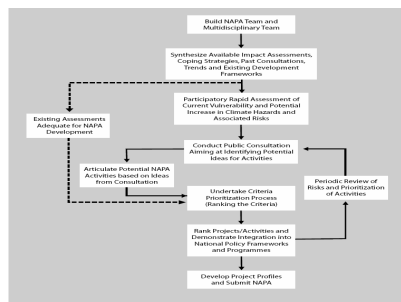 Build NAPA Team and
Multidisciplinary Team
Synthesize Available Impact Assessments,
Coping Strategies, Past Consultations,
Trends and Existing Development
Frameworks
Participatory Rapid Assessment of
Current Vulnerability and Potential
Increase in Climate Hazards and
Associated Risks
Existing Assessments
Adequate for NAPA
Development
Conduct Public Consultation
Aiming at Identifying Potential
Ideas for Activities
Articulate Potential NAPA
Activities based on Ideas
from Consultation
Periodic Review of
Risks and Prioritization
of Activities
Undertake Criteria
Prioritization Process
(Ranking the Criteria)
Rank Projects/Activities and
Demonstrate Integration into
National Policy Frameworks
and Programmes
Develop Project Profiles
and Submit NAPA